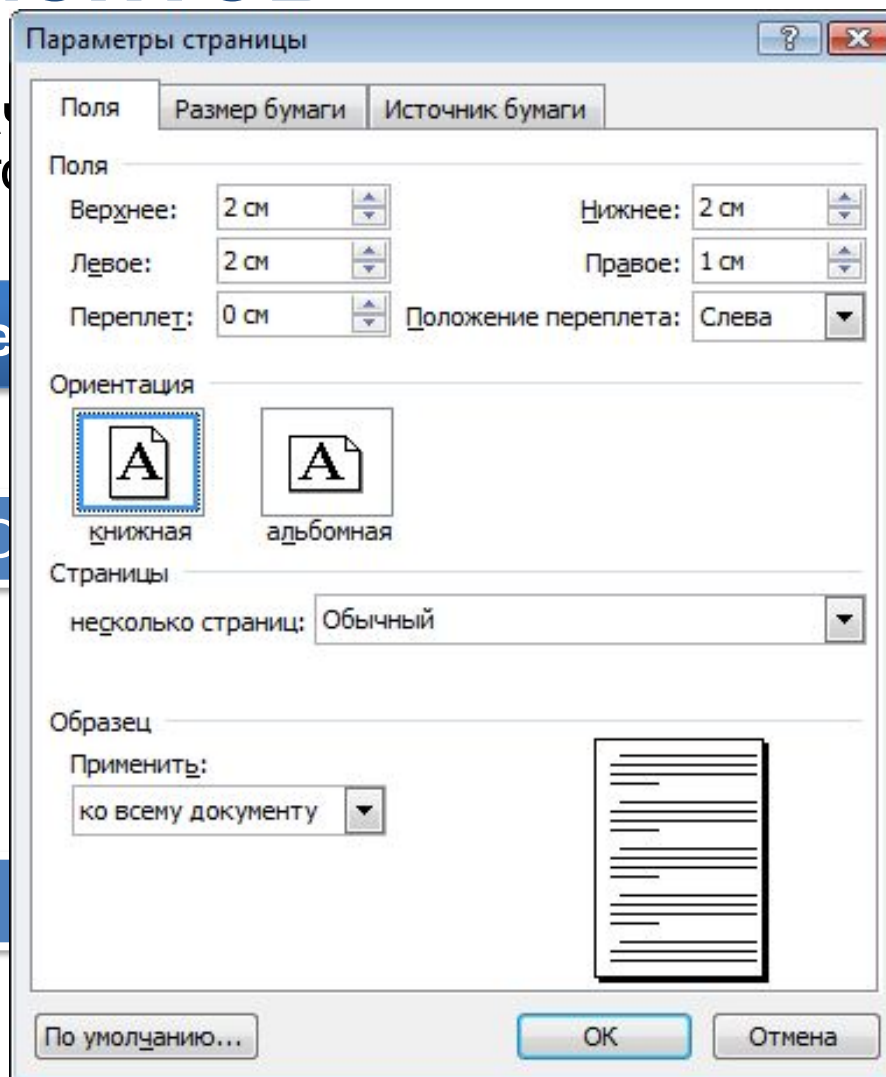 Параметры страницы
Поля Размер бумаги Источник бумаги
Поля
Верхнее: 2 см Нижнее: 2 см
Левое: 2 см Правое: 1 см
Переплет: 0 см Положение переплета: Слева
Ориентация
A A
книжная альбомная
Страницы
несколько страниц: Обычный
Образец
Применить:
ко всему документу
По умолчанию... ОК Отмена